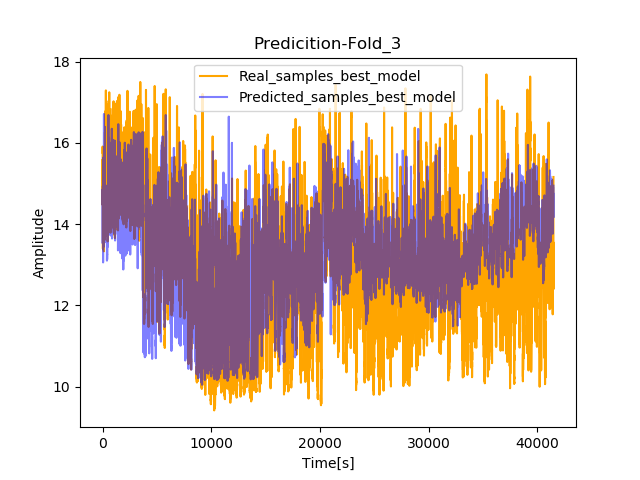 Predicition-Fold_3
Real_samples_best_model
Predicted_samples_best_model
18
16
14
12
10
Amplitude
0
10000
20000
30000
40000
Time[s]